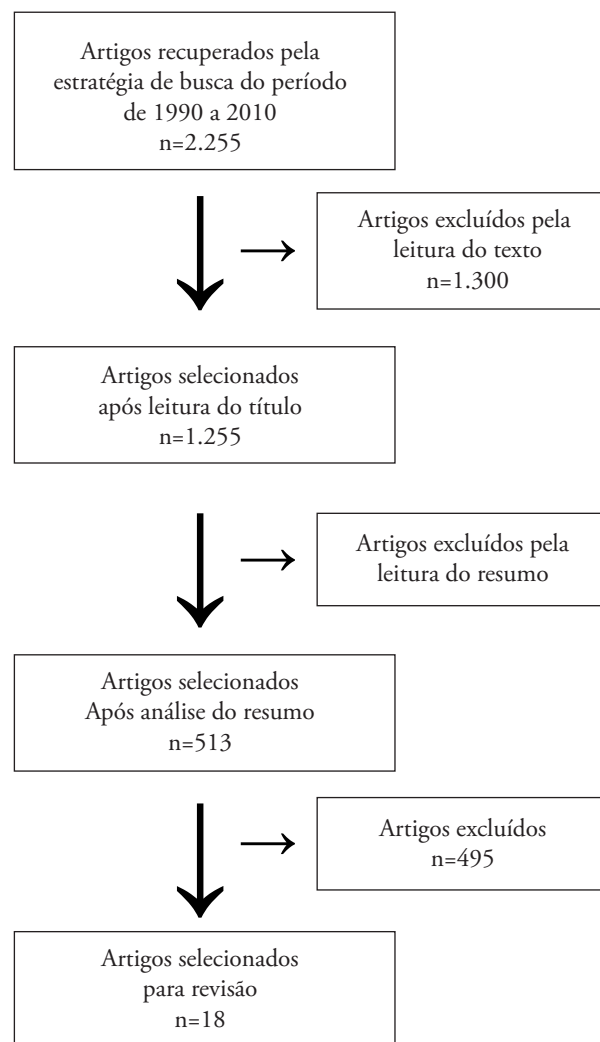 Artigos recuperados pela
estratégia de busca do período
de 1990 a 2010
n=2.255
Artigos excluídos pela
leitura do texto
n=1.300
Artigos selecionados
após leitura do título
n=1.255
Artigos excluídos pela
leitura do resumo
Artigos selecionados
Após análise do resumo
n=513
Artigos excluídos
n=495
Artigos selecionados
para revisão
n=18